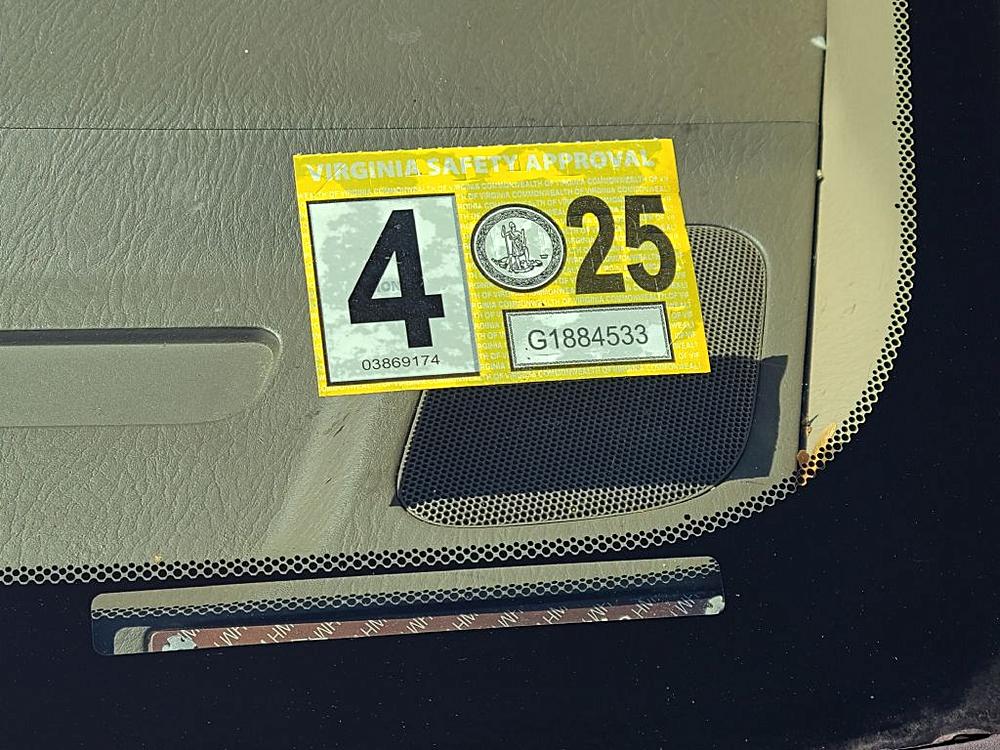 VIRGINIA SAFETY APPROVAL
4 25
G1884533
03869174